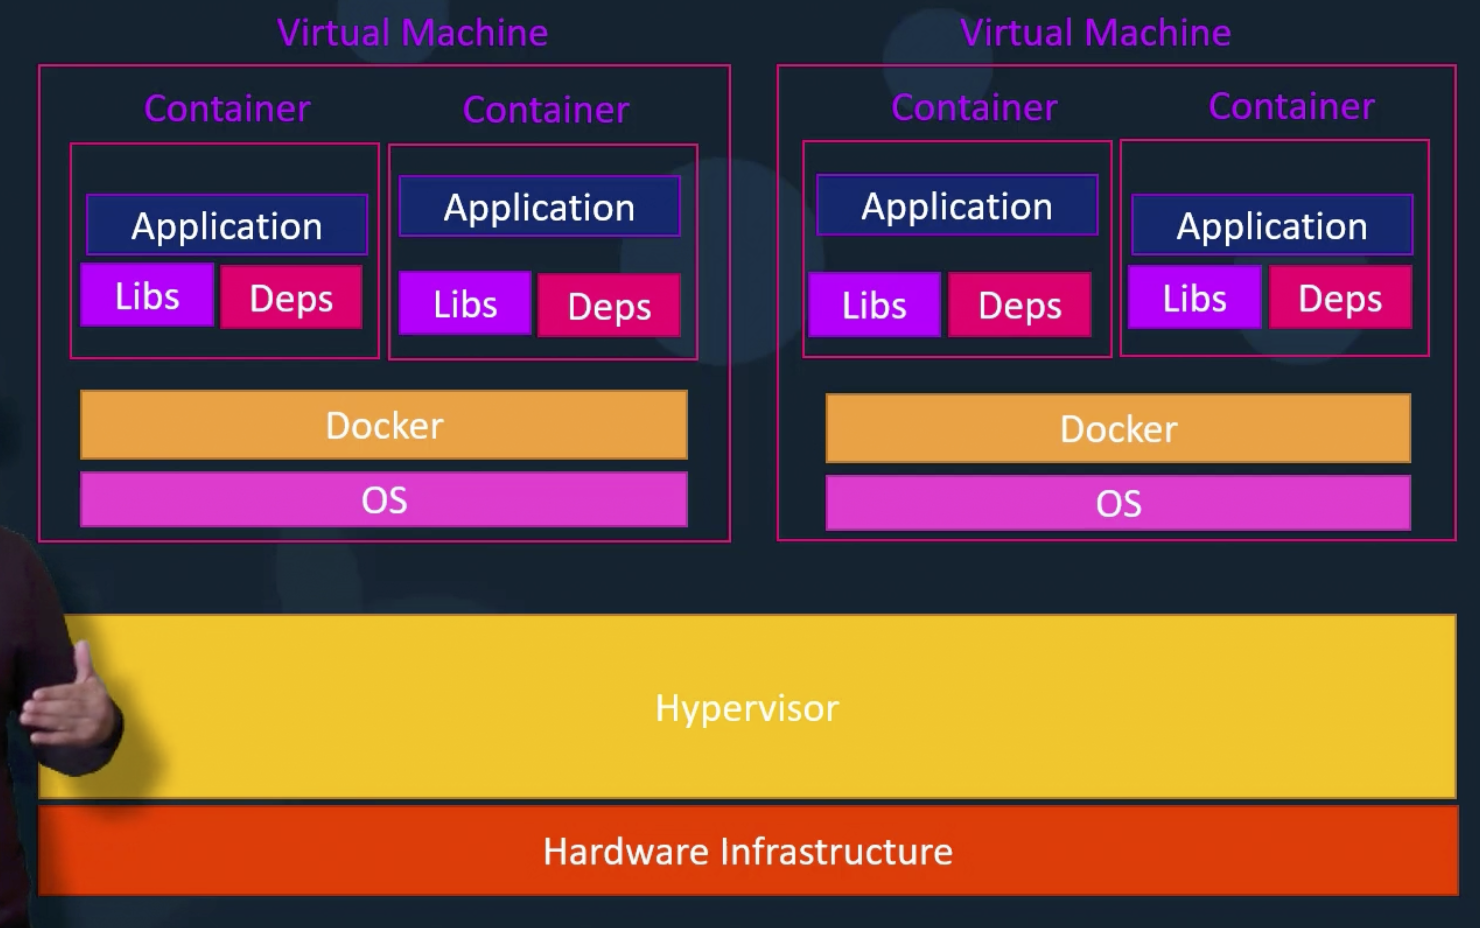 Virtual Machine
Virtual Machine
Container
Container
Container
Container
Application
Application
Application
Application
Libs
Deps
Libs
Deps
Libs
Deps
Libs
Deps
Docker
Docker
OS
OS
Hypervisor
Hardware Infrastructure